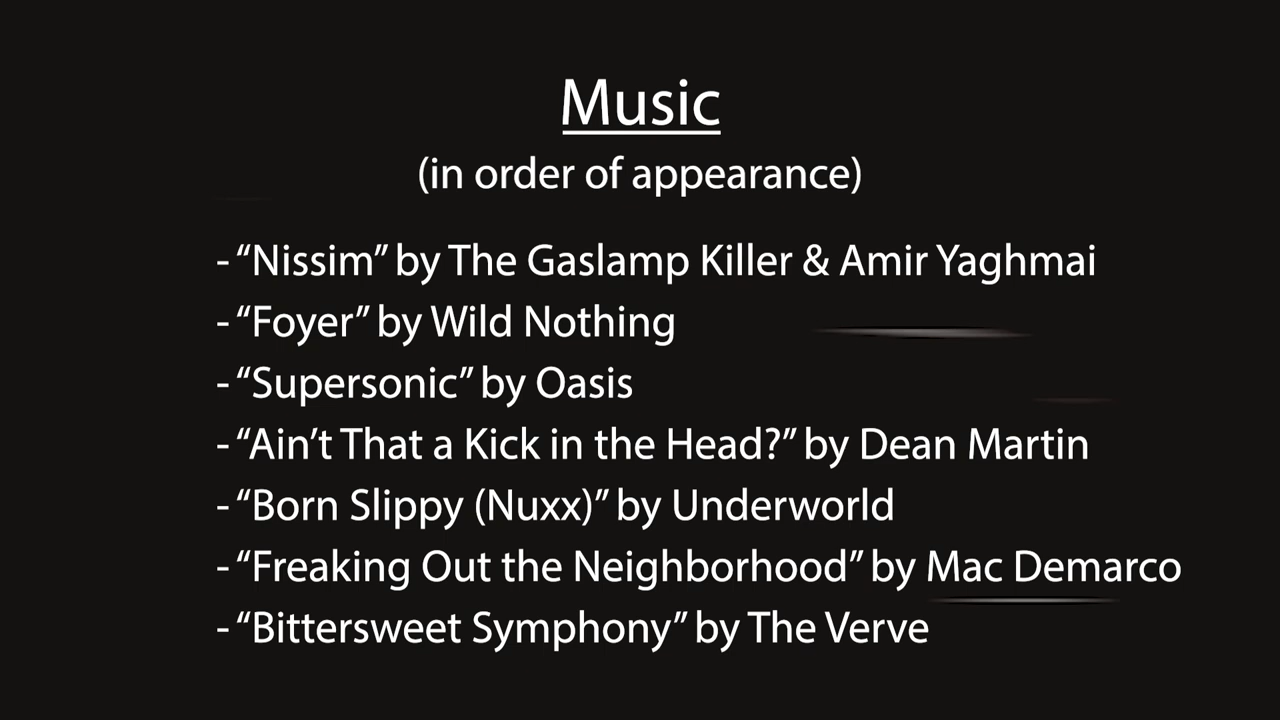 Music
(in order of appearance)
- “Nissim” by The Gaslamp Killer & Amir Yaghmai
- “Foyer” by Wild Nothing
- “Supersonic” by Oasis
- “Ain’t That a Kick in the Head?” by Dean Martin
- “Born Slippy (Nuxx)” by Underworld
- “Freaking Out the Neighborhood” by Mac Demarco
- “Bittersweet Symphony” by The Verve